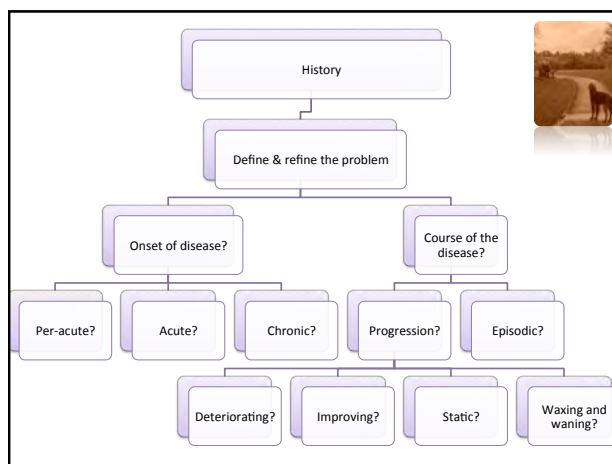 History
Define & refine the problem
Onset of disease?
Course of the
disease?
Per-acute?
Acute?
Chronic?
Progression?
Episodic?
Deteriorating?
Improving?
Static?
Waxing and
waning?